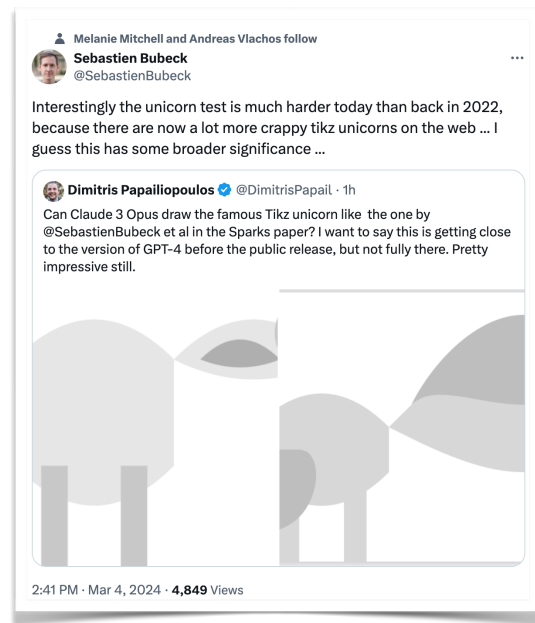 Melanie Mitchell and Andreas Vlachos follow
Sebastien Bubeck
@SebastienBubeck
Interestingly the unicorn test is much harder today than back in 2022,
because there are now a lot more crappy tikz unicorns on the web ... I
guess this has some broader significance ...
Dimitris Papailiopoulos @DimitrisPapail · 1h
Can Claude 3 Opus draw the famous Tikz unicorn like the one by
@SebastienBubeck et al in the Sparks paper? I want to say this is getting close
to the version of GPT-4 before the public release, but not fully there. Pretty
impressive still.
2:41 PM · Mar 4, 2024 · 4,849 Views